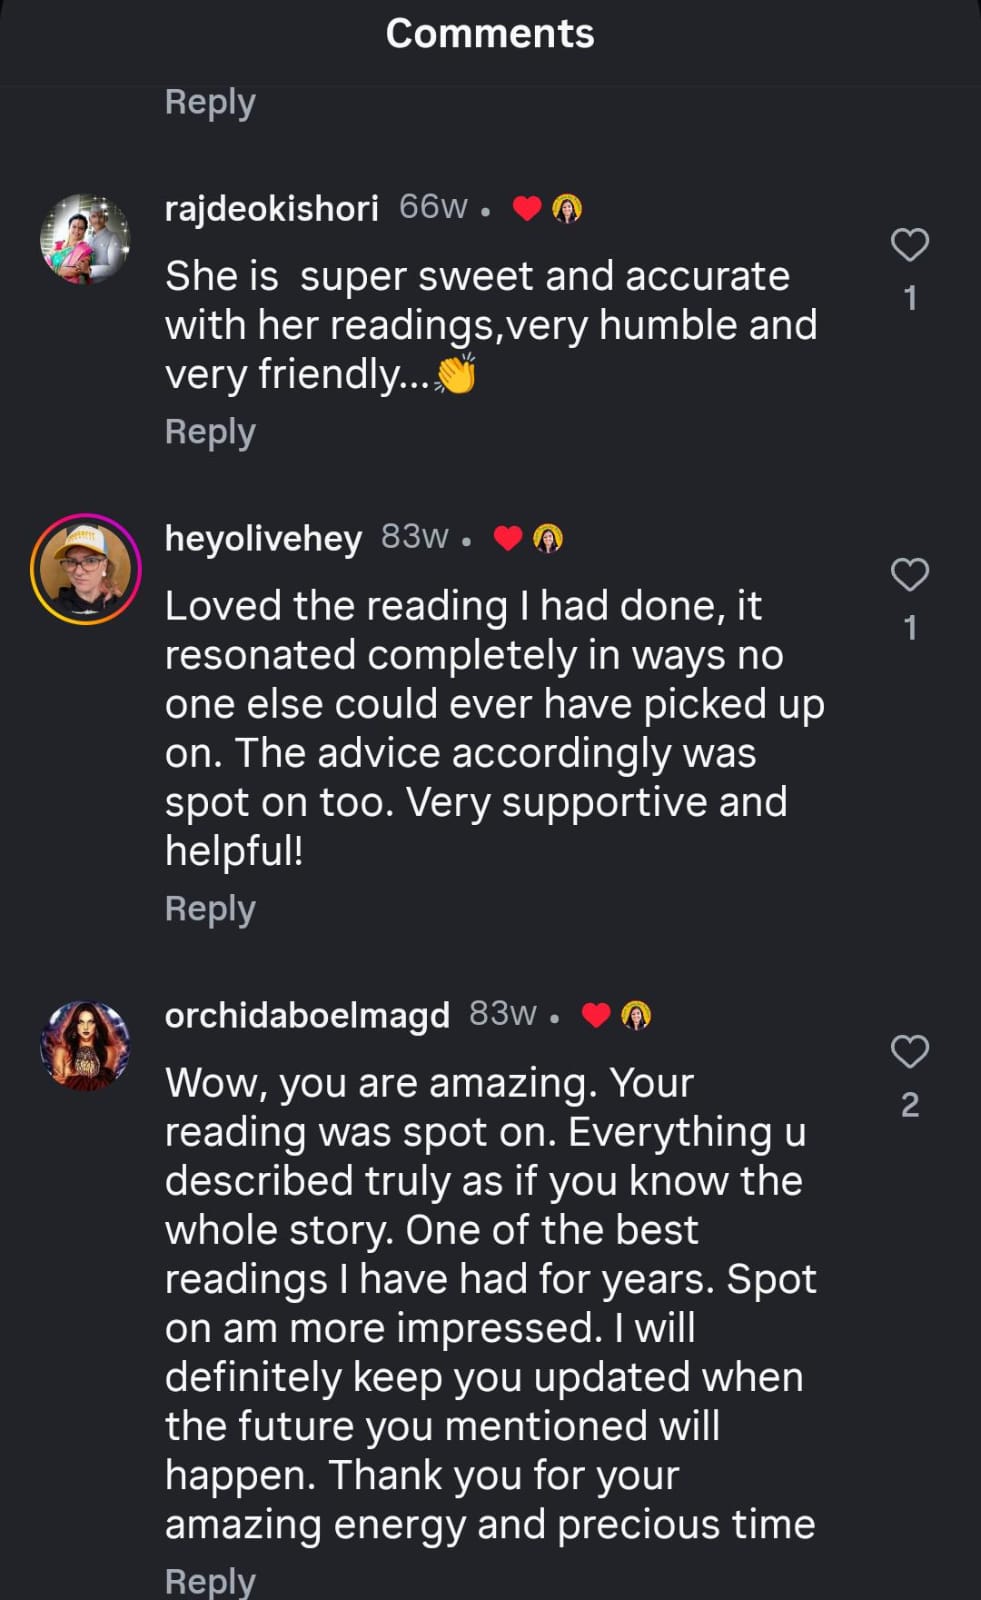 Comments
Reply
rajdeokishori 66w • ❤️
She is  super sweet and accurate
with her readings,very humble and
very friendly...👏
1
Reply
heyolivehey 83w • ❤️
Loved the reading I had done, it
resonated completely in ways no
one else could ever have picked up
on. The advice accordingly was
spot on too. Very supportive and
helpful!
1
Reply
orchidaboelmagd 83w • ❤️
Wow, you are amazing. Your
reading was spot on. Everything u
described truly as if you know the
whole story. One of the best
readings I have had for years. Spot
on am more impressed. I will
definitely keep you updated when
the future you mentioned will
happen. Thank you for your
amazing energy and precious time
2
Reply